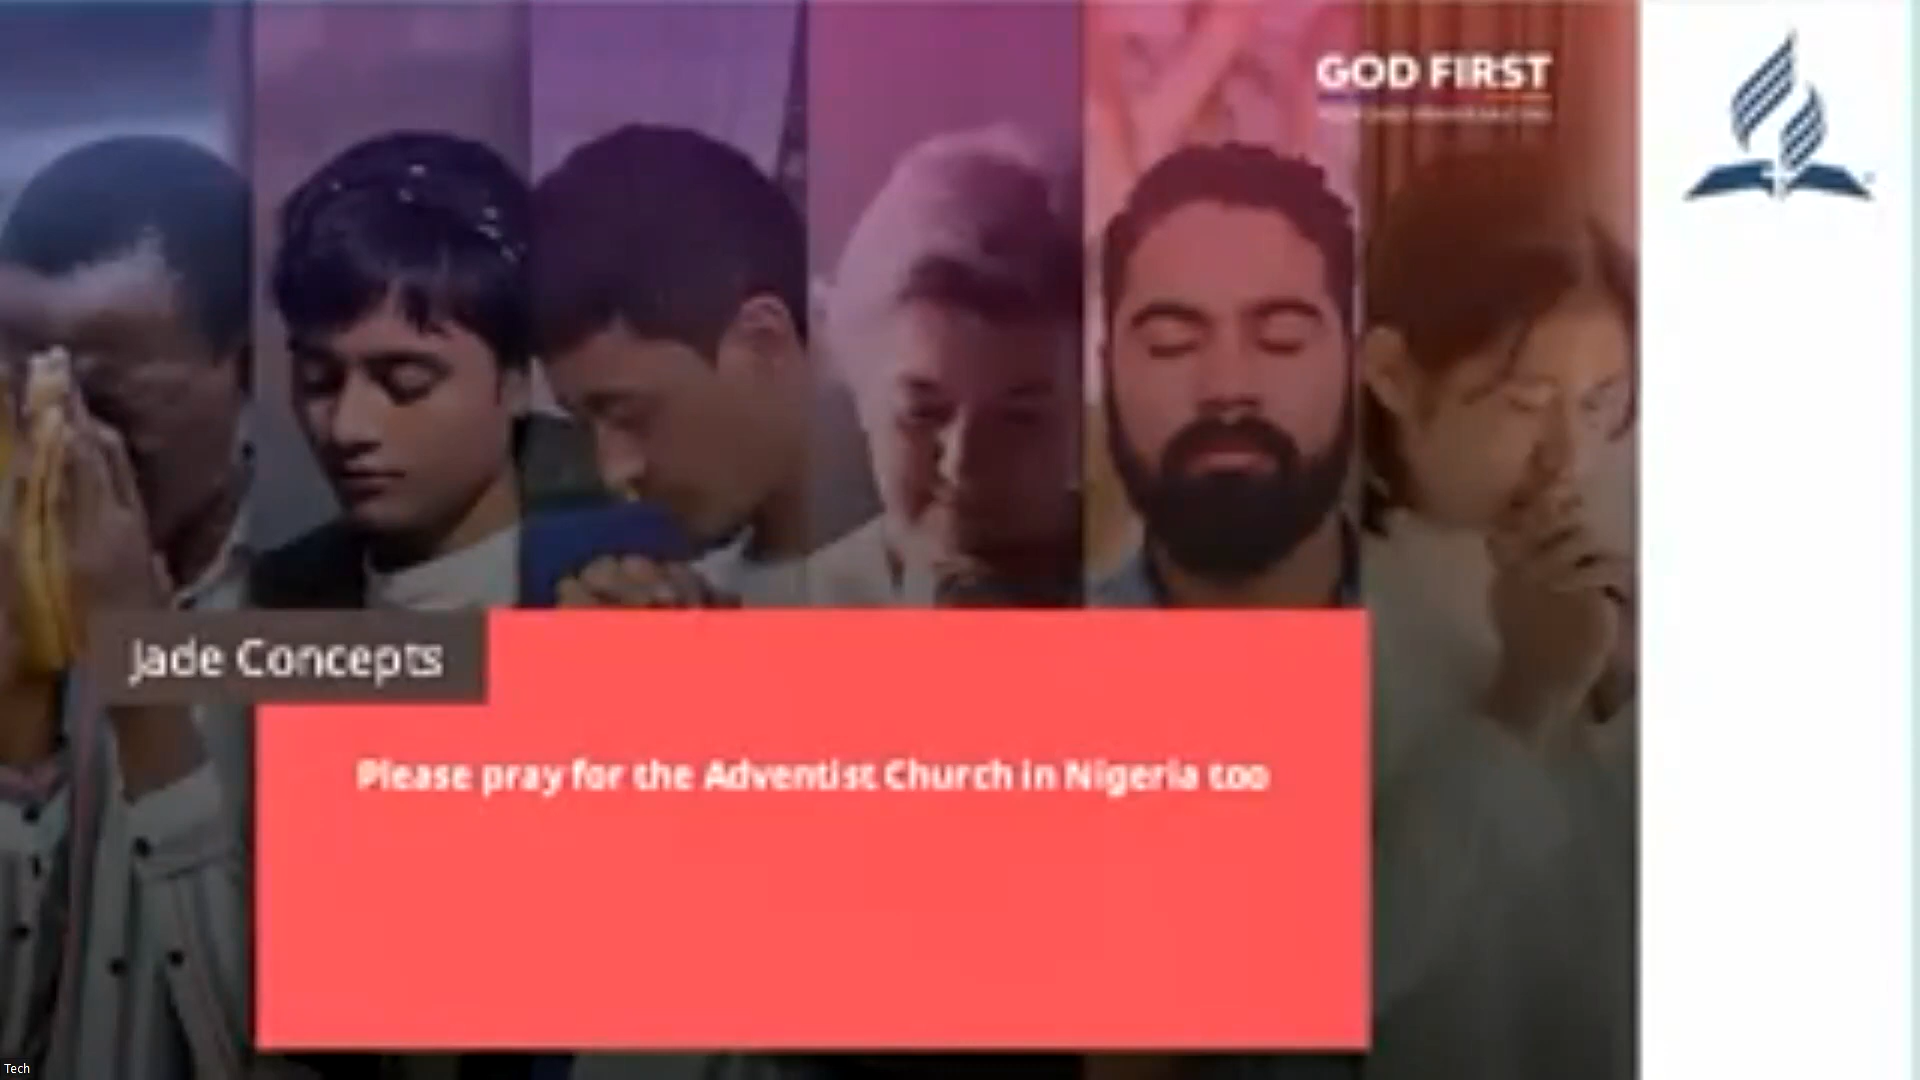 GOD FIRST
Jade Concepts
Please pray for the Adventist Church in Nigeria too
Tech